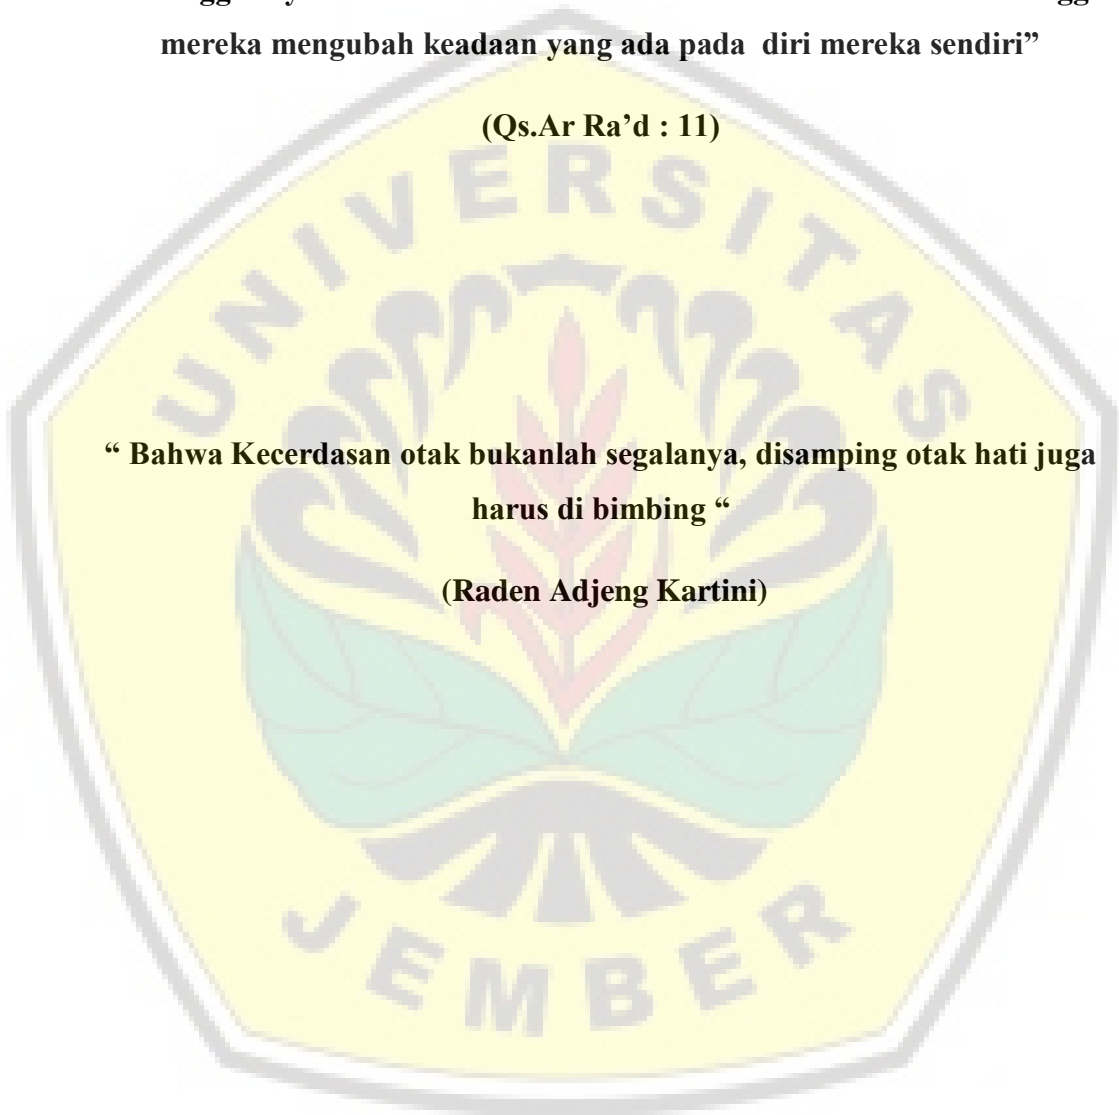 mereka mengubah keadaan yang ada pada diri mereka sendiri”
(Qs.Ar Ra’d : 11)
UNIVERSITAS
“ Bahwa Kecerdasan otak bukanlah segalanya, disamping otak hati juga
harus di bimbing “
(Raden Adjeng Kartini)
JEMBER